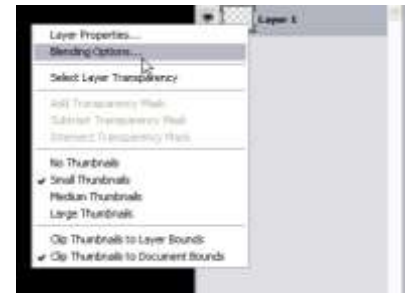 Layer 1
Layer Properties...
Blending Options...
Select Layer Transparency
Add Transparency Mask
Subtract Transparency Mask
Intersect Transparency Mask
No Thumbnails
Small Thumbnails
Medium Thumbnails
Large Thumbnails
Clip Thumbnails to Layer Bounds
Clip Thumbnails to Document Bounds